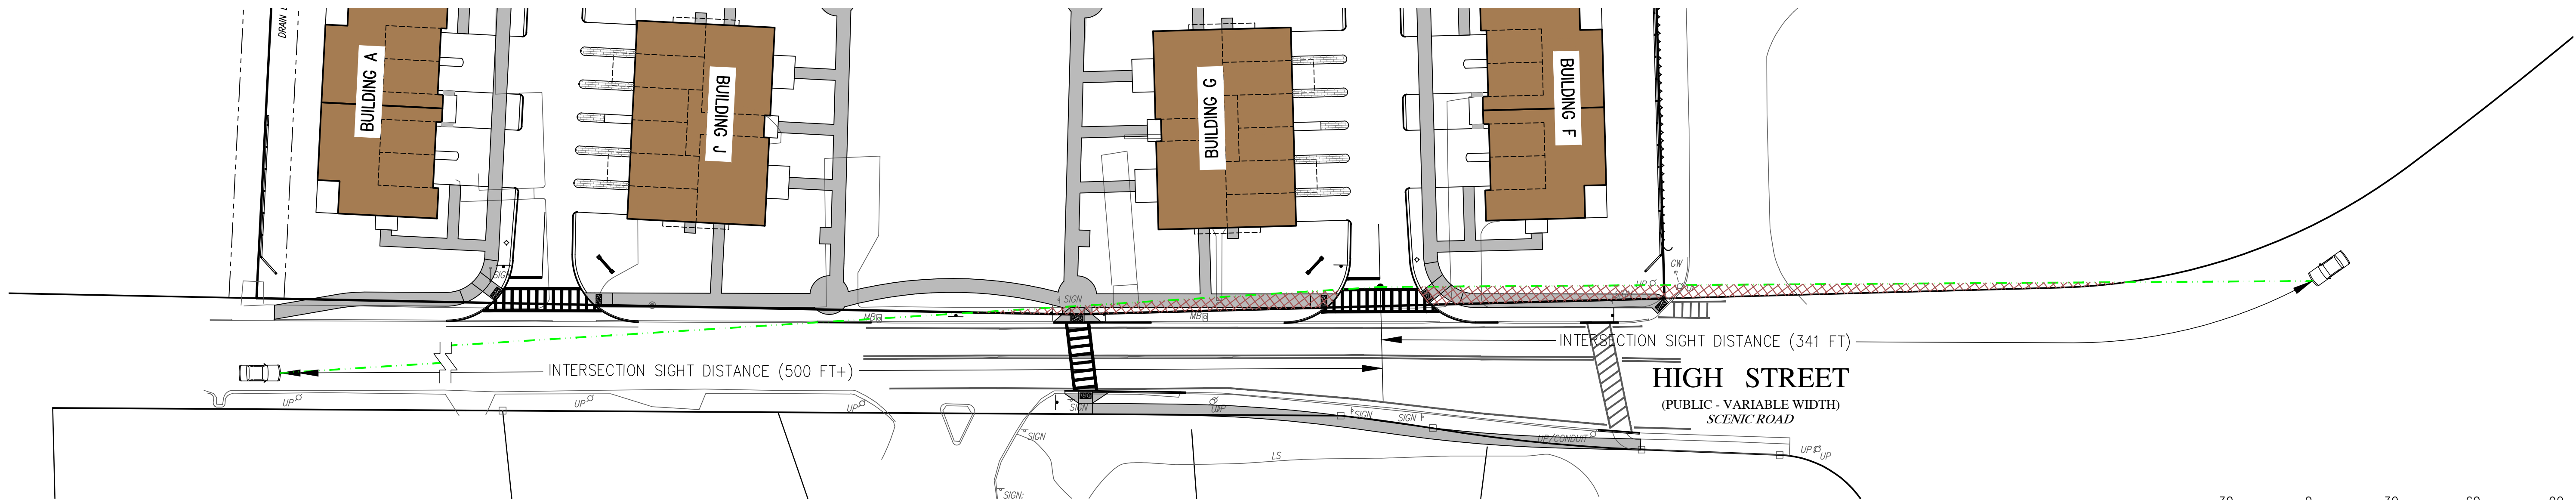 DRAIN
BUILDING A
BUILDING J
BUILDING G
BUILDING F
SIGN
SIGN
MB
MB
UP
GW
INTERSECTION SIGHT DISTANCE (341 FT)
INTERSECTION SIGHT DISTANCE (500 FT+)
HIGH STREET
(PUBLIC - VARIABLE WIDTH)
SCENIC ROAD
UP
UP
UP
SIGN
UP
SIGN
SIGN
SIGN
UP/CONDUIT
UP
UP
LS
SIGN: